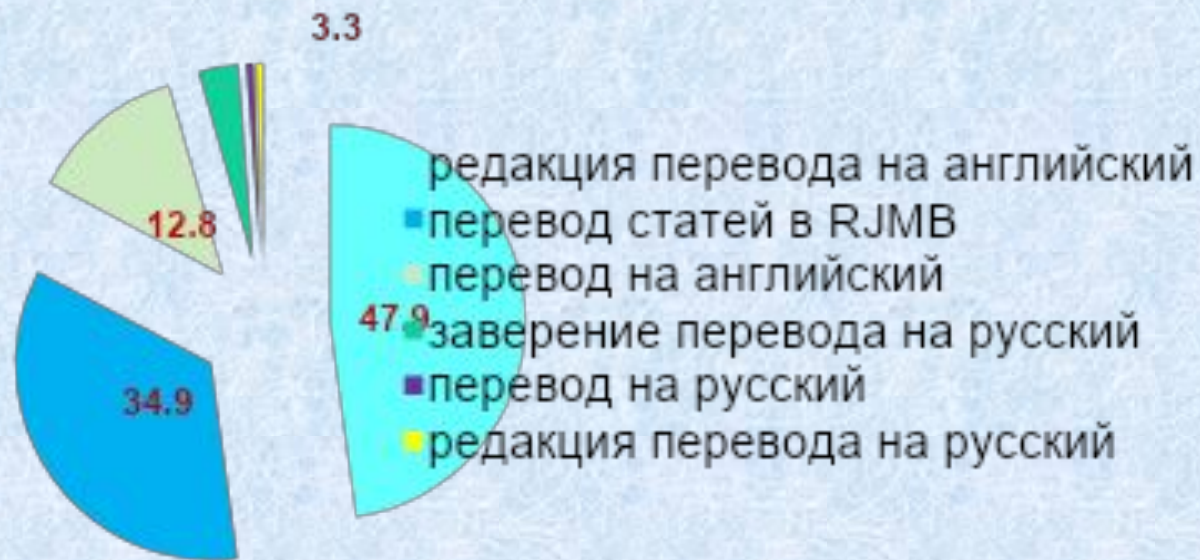 3.3
12.8
47.9
34.9
редакция перевода на английский
перевод статей в RJMB
перевод на английский
заверение перевода на русский
перевод на русский
редакция перевода на русский